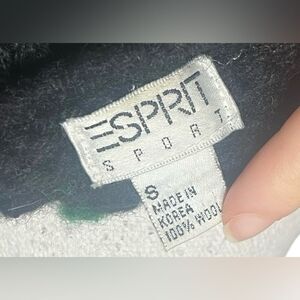 ESPRIT
SPORT
S
MADE IN
KOREA
100% WOOL